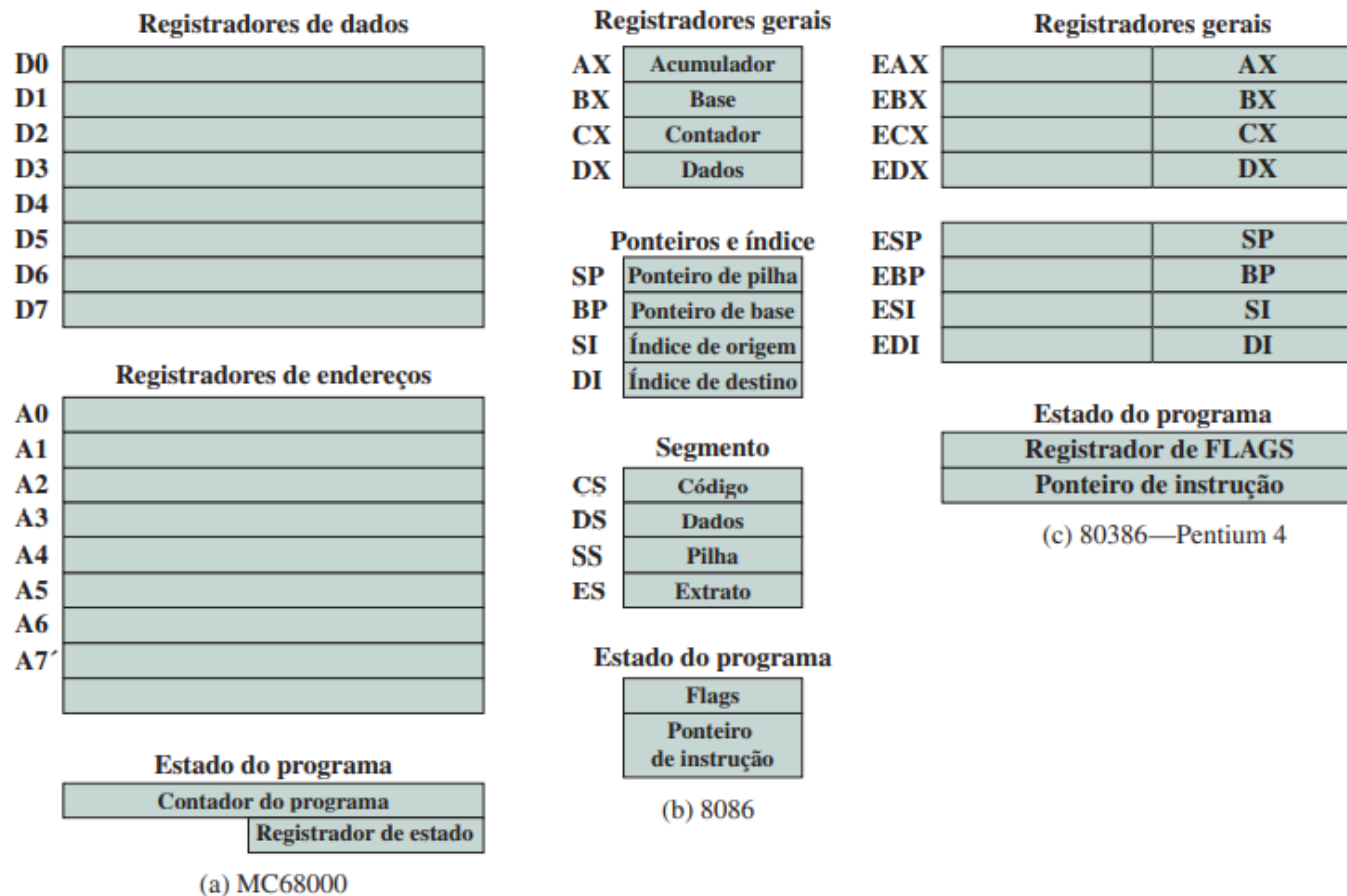 Registradores de dados
D0
D1
D2
D3
D4
D5
D6
D7
Registradores de endereços
A0
A1
A2
A3
A4
A5
A6
A7´
Estado do programa
Contador do programa
Registrador de estado
(a) MC68000
Registradores gerais
AX Acumulador
BX Base
CX Contador
DX Dados
Ponteiros e índice
SP Ponteiro de pilha
BP Ponteiro de base
SI Índice de origem
DI Índice de destino
Segmento
CS Código
DS Dados
SS Pilha
ES Extrato
Estado do programa
Flags
Ponteiro
de instrução
(b) 8086
Registradores gerais
EAX AX
EBX BX
ECX CX
EDX DX
ESP SP
EBP BP
ESI SI
EDI DI
Estado do programa
Registrador de FLAGS
Ponteiro de instrução
(c) 80386—Pentium 4